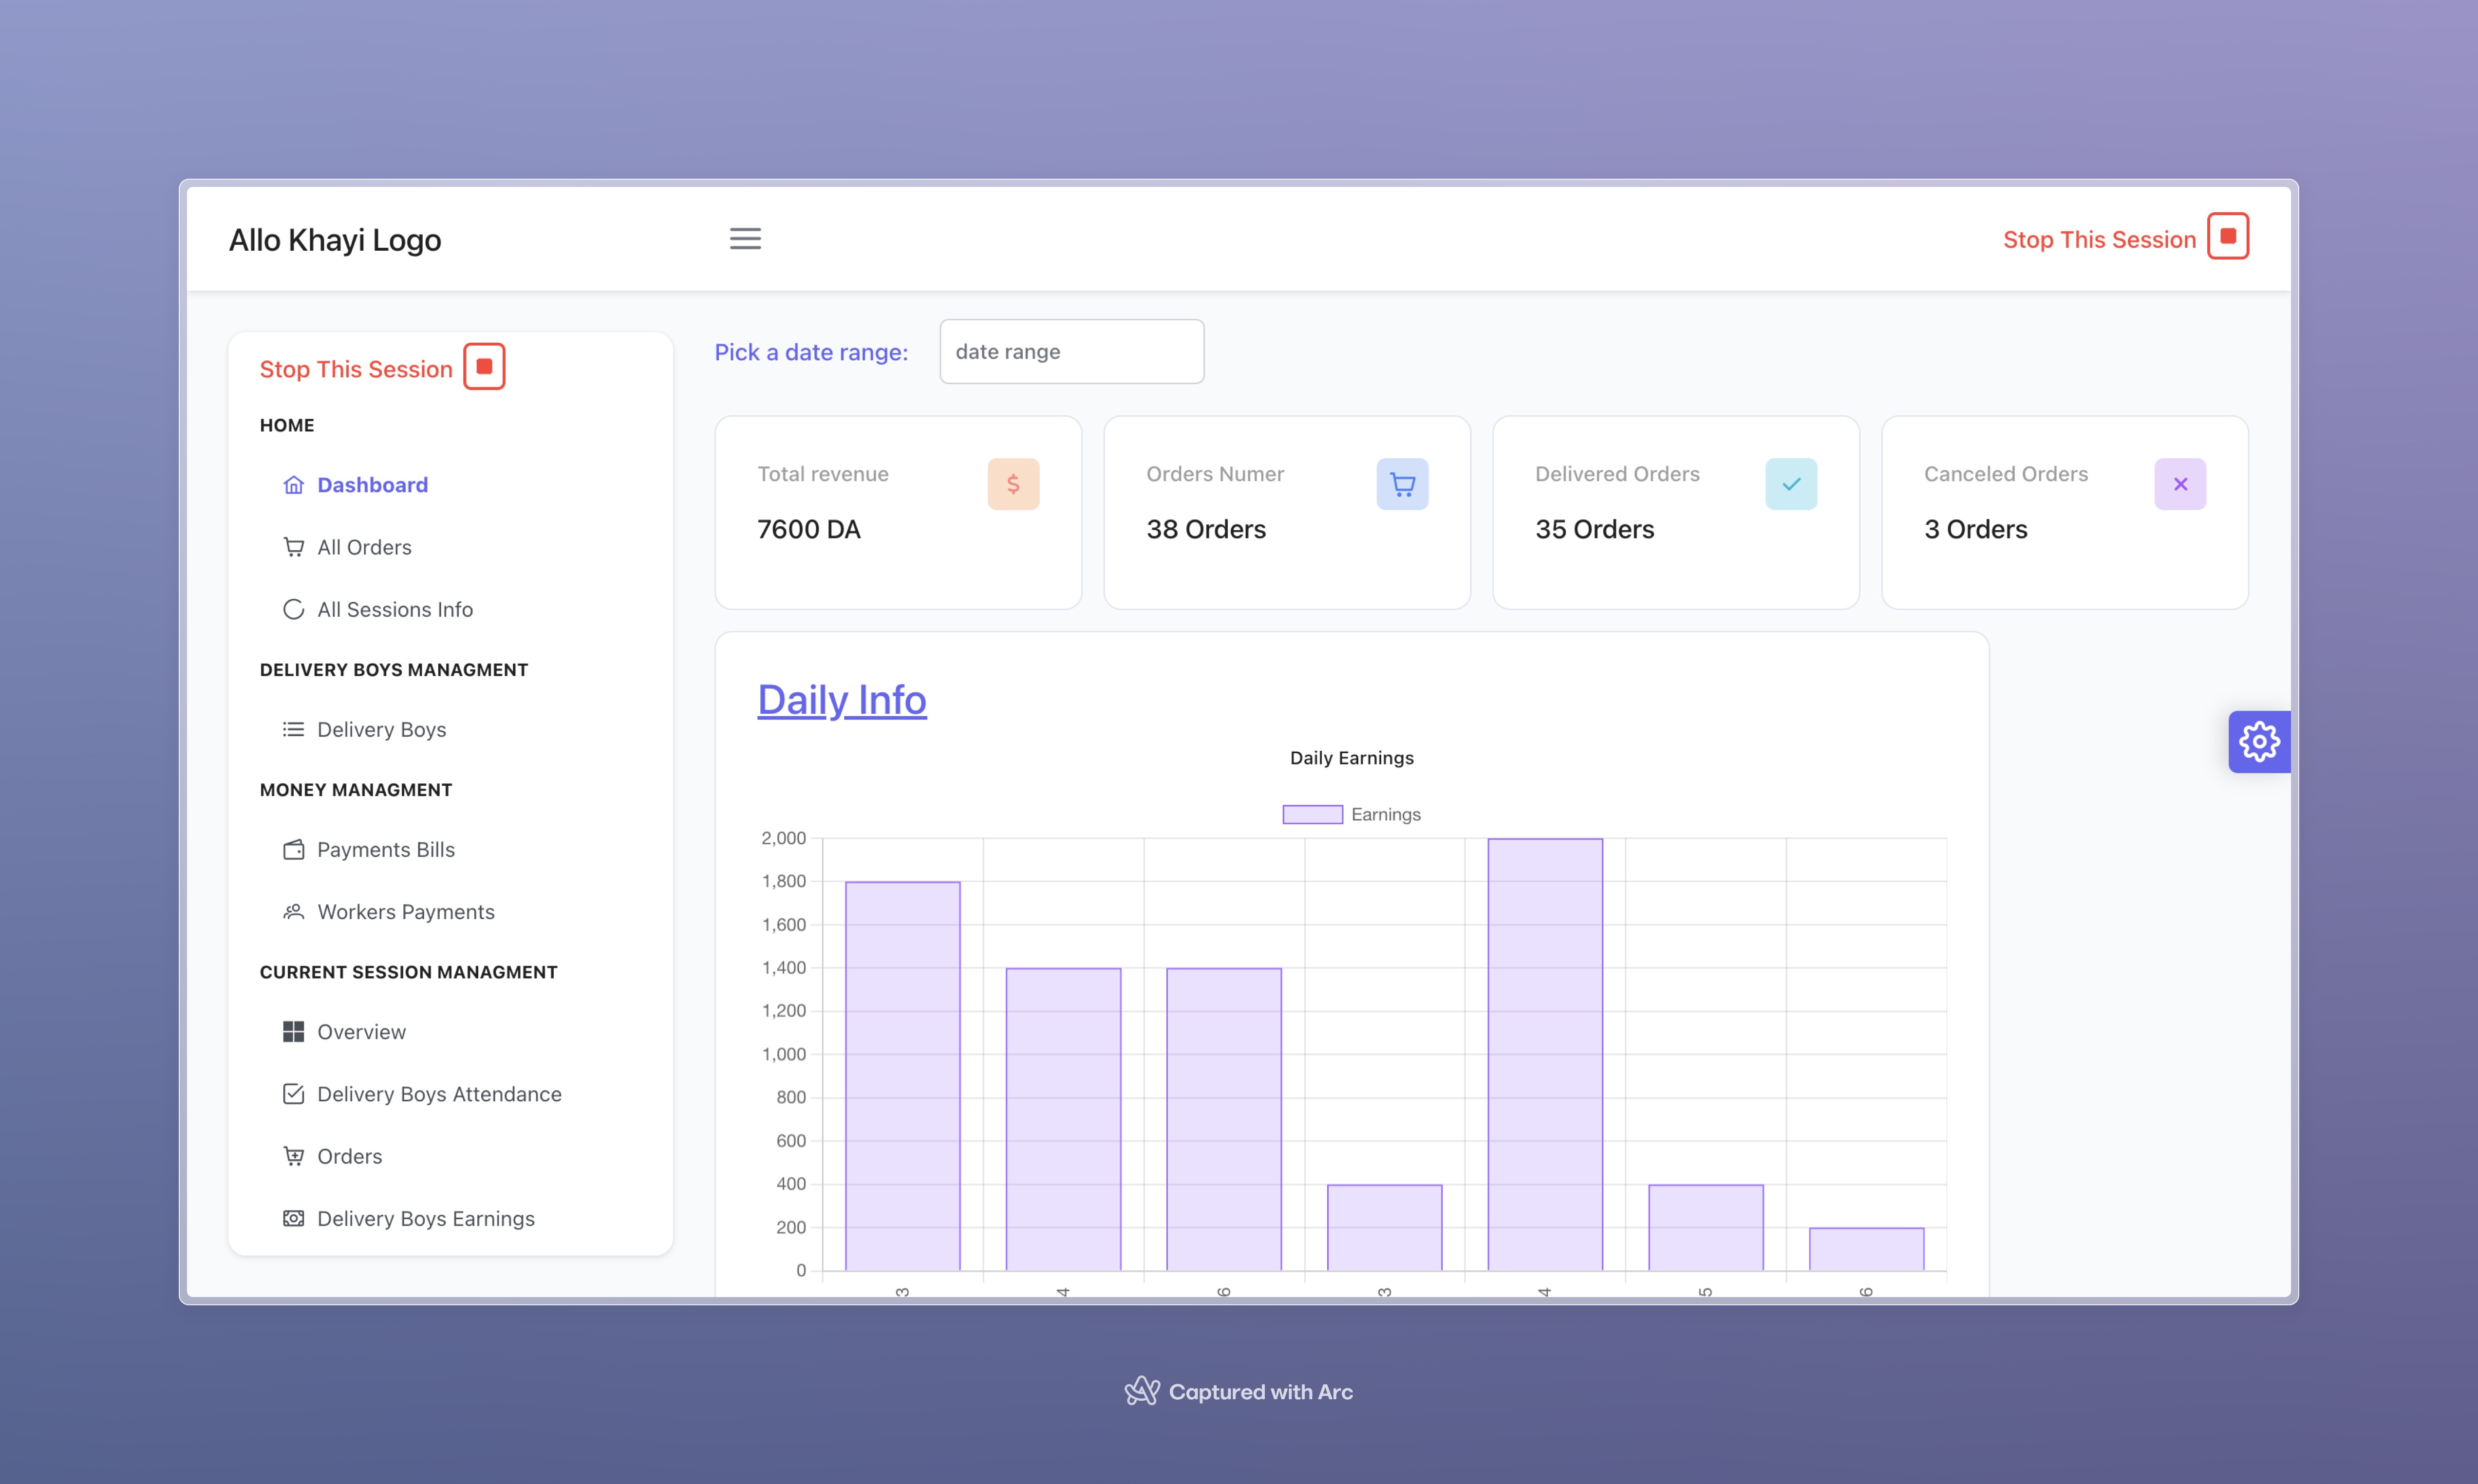 Allo Khayi Logo
Stop This Session
Stop This Session
HOME
Dashboard
All Orders
All Sessions Info
DELIVERY BOYS MANAGMENT
Delivery Boys
MONEY MANAGMENT
Payments Bills
Workers Payments
CURRENT SESSION MANAGMENT
Overview
Delivery Boys Attendance
Orders
Delivery Boys Earnings
Pick a date range:
date range
Total revenue
$
7600 DA
Orders Numer
38 Orders
Delivered Orders
35 Orders
Canceled Orders
3 Orders
Daily Info
Daily Earnings
Earnings
2,000
1,800
1,600
1,400
1,200
1,000
800
600
400
200
0
3 4 6 3 4 5 6
Captured with Arc